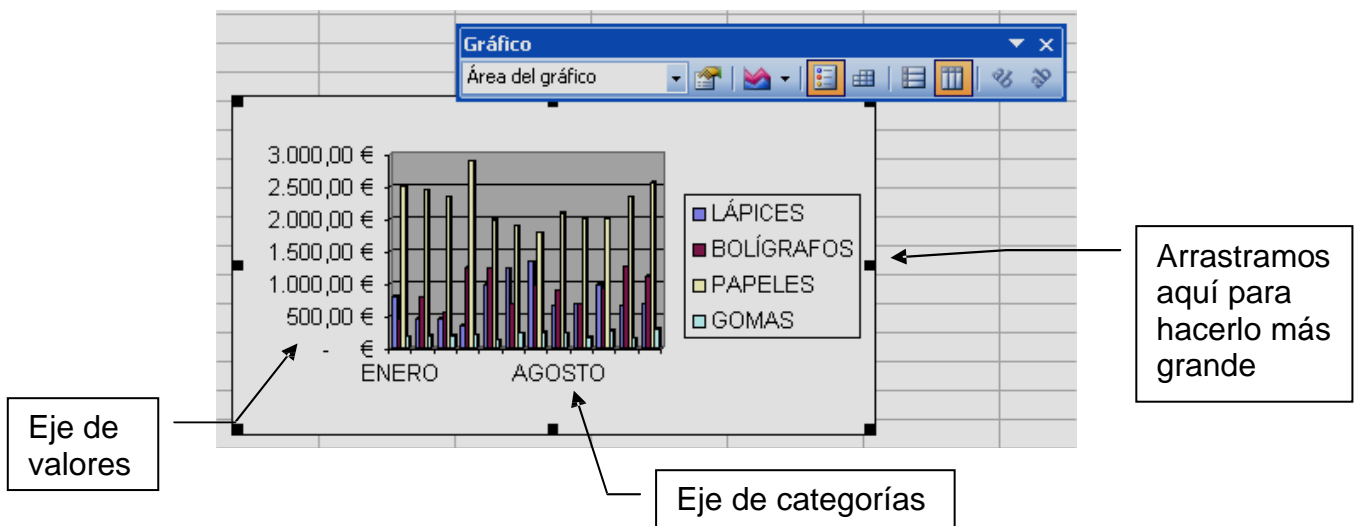 Gráfico
Área del gráfico
3.000,00 €
2.500,00 €
2.000,00 €
1.500,00 €
1.000,00 €
500,00 €
- €
ENERO AGOSTO
LÁPICES
BOLÍGRAFOS
PAPELES
GOMAS
Arrastramos
aquí para
hacerlo más
grande
Eje de
valores
Eje de categorías